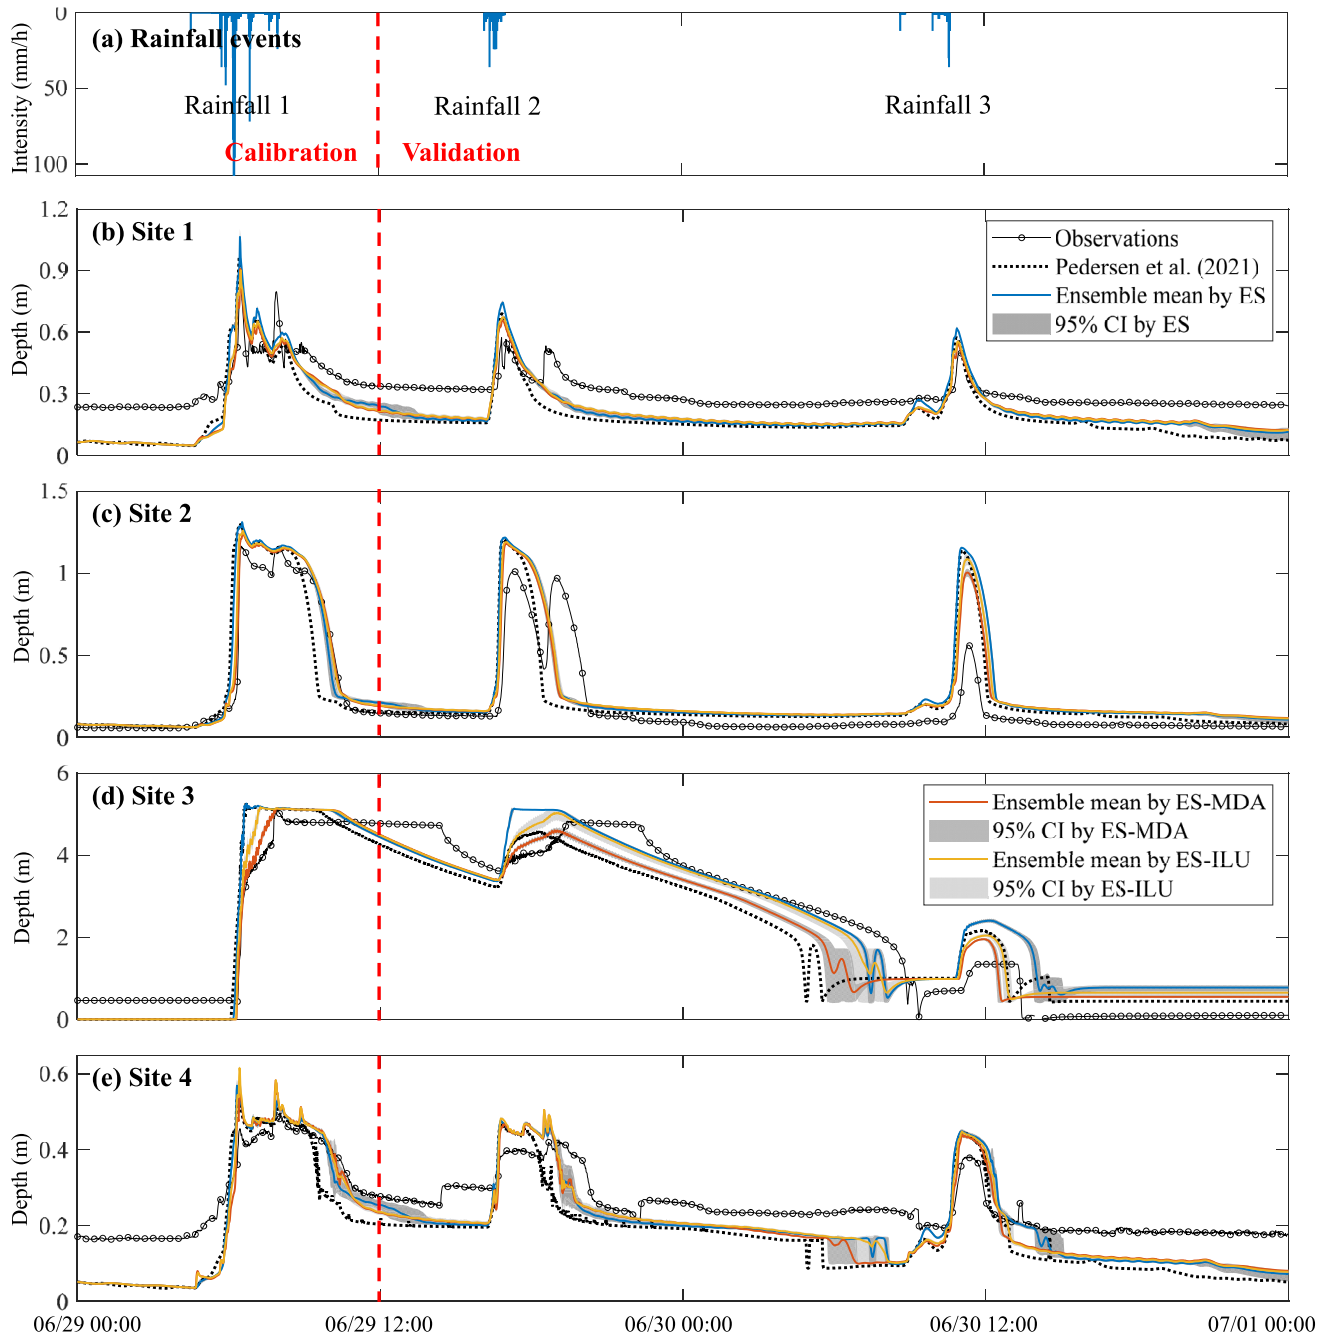 0
(a) Rainfall events
50
Rainfall 1
Rainfall 2
Rainfall 3
Calibration
Validation
100
Intensity (mm/h)
1.2
(b) Site 1
0.9
0.6
0.3
0
Depth (m)
Observations
Pedersen et al. (2021)
Ensemble mean by ES
95% CI by ES
1.5
(c) Site 2
1
0.5
0
Depth (m)
6
(d) Site 3
4
2
0
Depth (m)
Ensemble mean by ES-MDA
95% CI by ES-MDA
Ensemble mean by ES-ILU
95% CI by ES-ILU
0.6
(e) Site 4
0.4
0.2
0
Depth (m)
06/29 00:00
06/29 12:00
06/30 00:00
06/30 12:00
07/01 00:00